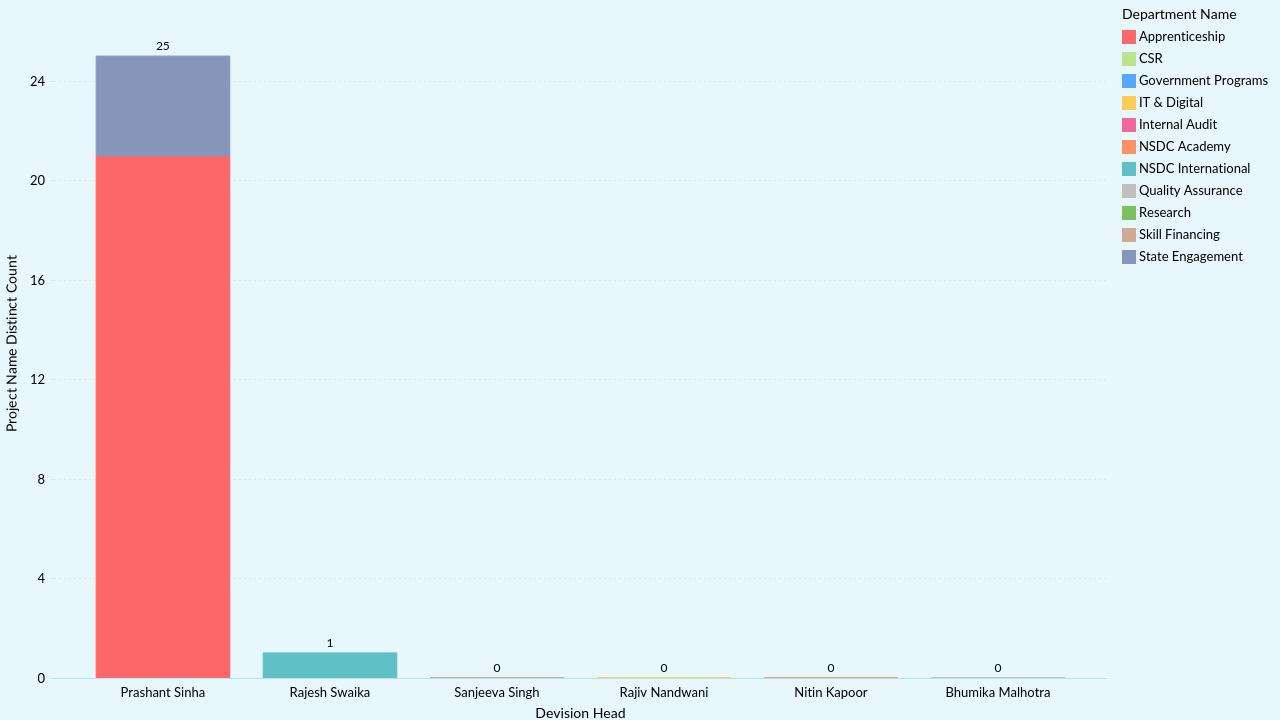 Department Name
Apprenticeship
CSR
Government Programs
IT & Digital
Internal Audit
NSDC Academy
NSDC International
Quality Assurance
Research
Skill Financing
State Engagement
Project Name Distinct Count
24
20
16
12
8
4
0
25
1
0
0
0
0
Prashant Sinha
Rajesh Swaika
Sanjeeva Singh
Rajiv Nandwani
Nitin Kapoor
Bhumika Malhotra
Devision Head